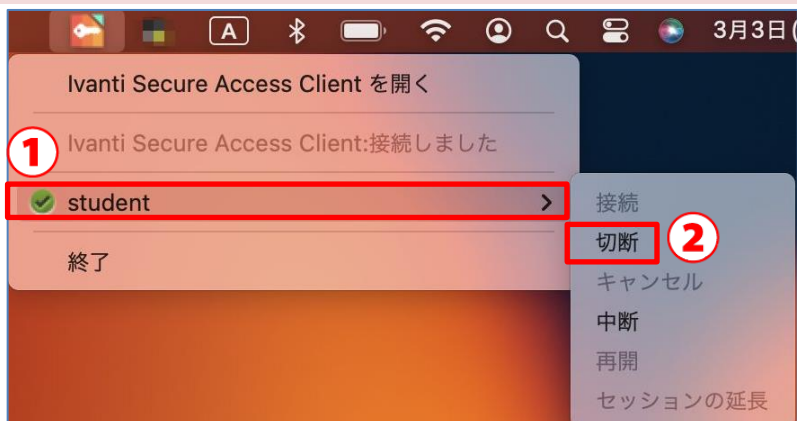 A
3月3日(
Ivanti Secure Access Client を開く
Ivanti Secure Access Client:接続しました
1
student
終了
接続
切断
2
キャンセル
中断
再開
セッションの延長